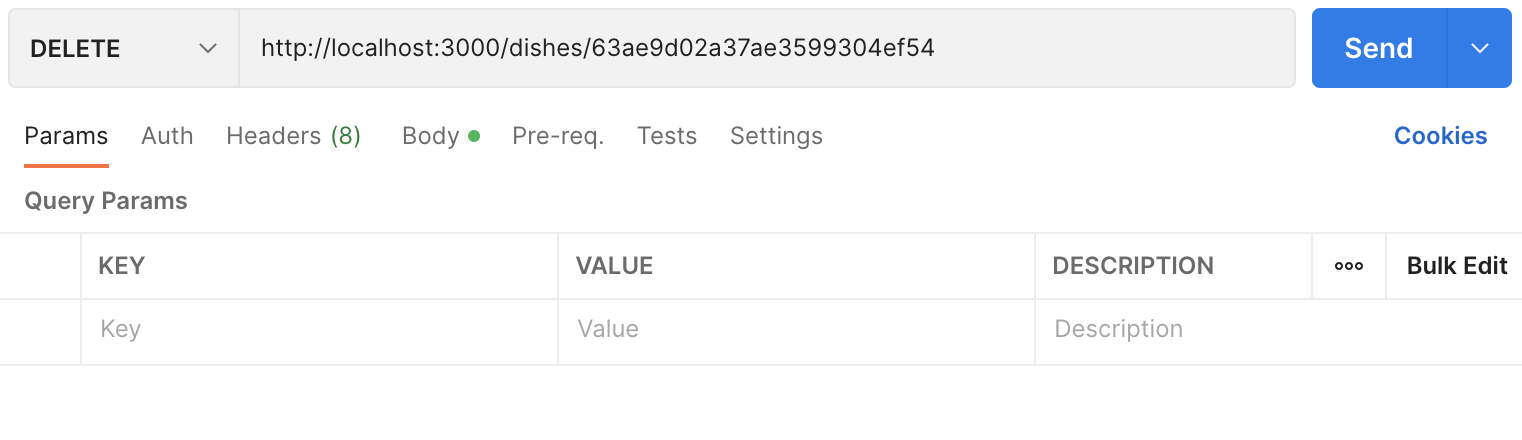 DELETE http://localhost:3000/dishes/63ae9d02a37ae3599304ef54 Send
Params Auth Headers (8) Body Pre-req. Tests Settings Cookies
Query Params
KEY VALUE DESCRIPTION ooo Bulk Edit
Key Value Description